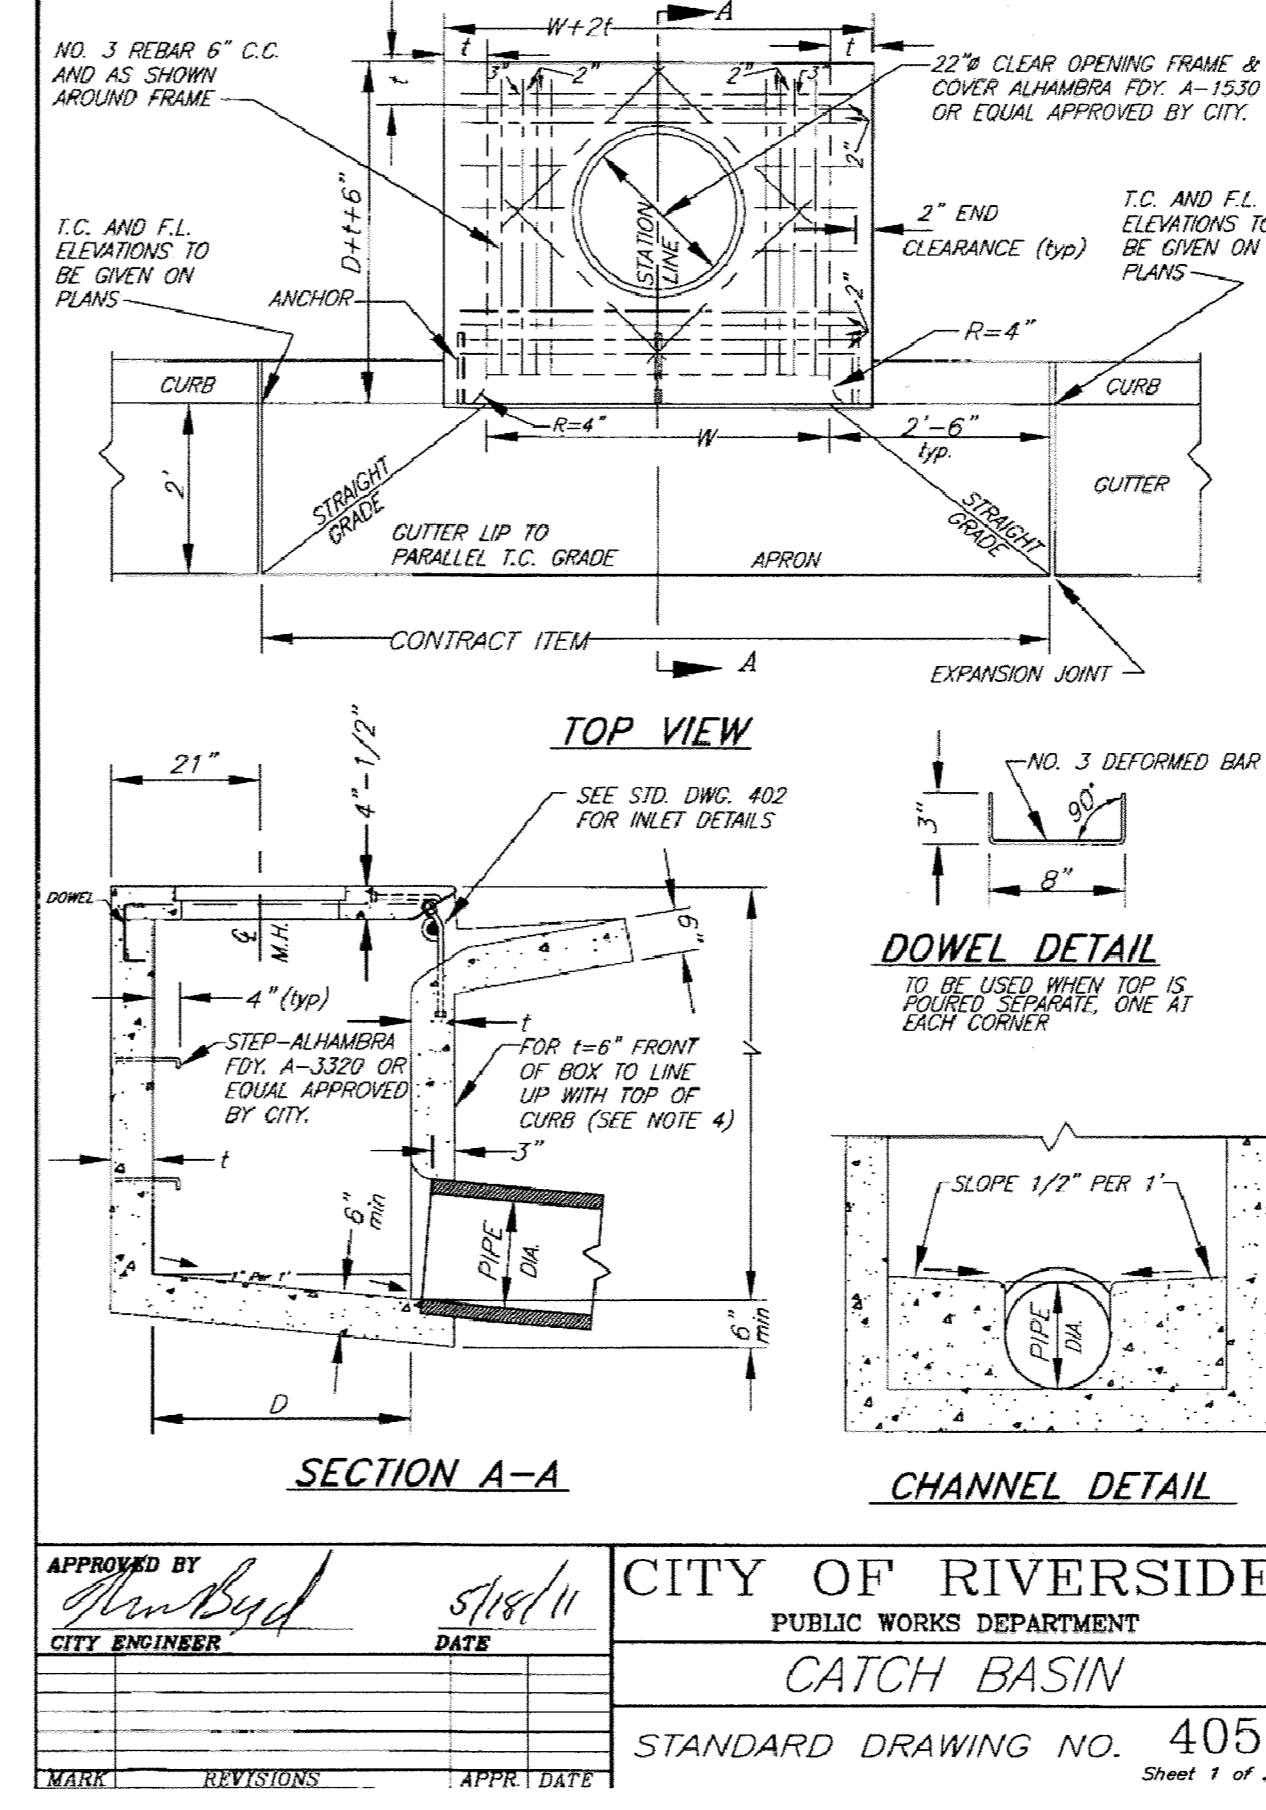 A
W+2t
NO. 3 REBAR 6" C.C.
AND AS SHOWN
AROUND FRAME
t
t
t
3"
2"
2"
3"
22"ø CLEAR OPENING FRAME &
COVER ALHAMBRA FDY. A-1530
OR EQUAL APPROVED BY CITY.
2"
D+t+6"
STATION
LINE
T.C. AND F.L.
ELEVATIONS TO
BE GIVEN ON
PLANS
2" END
CLEARANCE (typ)
T.C. AND F.L.
ELEVATIONS TO
BE GIVEN ON
PLANS
ANCHOR
2"
R=4"
CURB
CURB
R=4"
W
2'-6"
typ.
2'
STRAIGHT
GRADE
STRAIGHT
GRADE
GUTTER
GUTTER LIP TO
PARALLEL T.C. GRADE
APRON
CONTRACT ITEM
A
EXPANSION JOINT
TOP VIEW
21"
4"-1/2"
SEE STD. DWG. 402
FOR INLET DETAILS
NO. 3 DEFORMED BAR
3"
90°
8"
DOWEL
℄
M.H.
6"
DOWEL DETAIL
TO BE USED WHEN TOP IS
POURED SEPARATE, ONE AT
EACH CORNER
4" (typ)
t
STEP-ALHAMBRA
FDY. A-3320 OR
EQUAL APPROVED
BY CITY.
FOR t=6" FRONT
OF BOX TO LINE
UP WITH TOP OF
CURB (SEE NOTE 4)
3"
t
6"
min
1" Per 1'
PIPE
DIA.
6"
min
D
SECTION A-A
SLOPE 1/2" PER 1'
PIPE
DIA.
CHANNEL DETAIL
APPROVED BY
5/18/11
CITY ENGINEER
DATE
MARK
REVISIONS
APPR.
DATE
CITY OF RIVERSIDE
PUBLIC WORKS DEPARTMENT
CATCH BASIN
STANDARD DRAWING NO. 405
Sheet 1 of